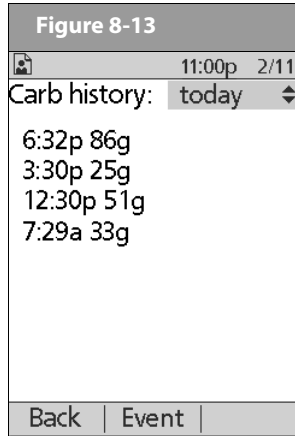 Figure 8-13
11:00p 2/11
Carb history: today
6:32p 86g
3:30p 25g
12:30p 51g
7:29a 33g
Back | Event |